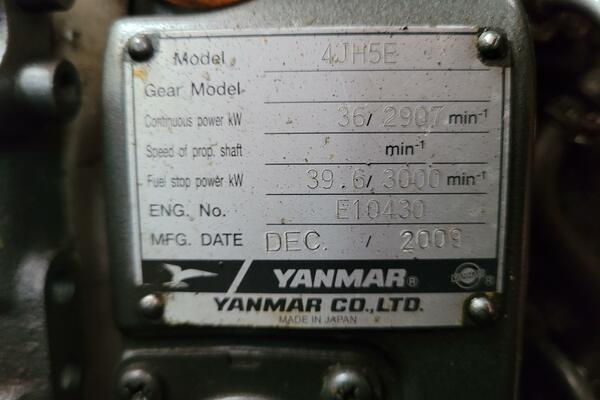 Model 4JH5E
Gear Model
Continuous power kW 36/ 2907 min-1
Speed of prop. shaft min-1
Fuel stop power kW 39.6/ 3000 min-1
ENG. No. E10430
MFG. DATE DEC. / 2009
YANMAR®
YANMAR CO.,LTD.
MADE IN JAPAN